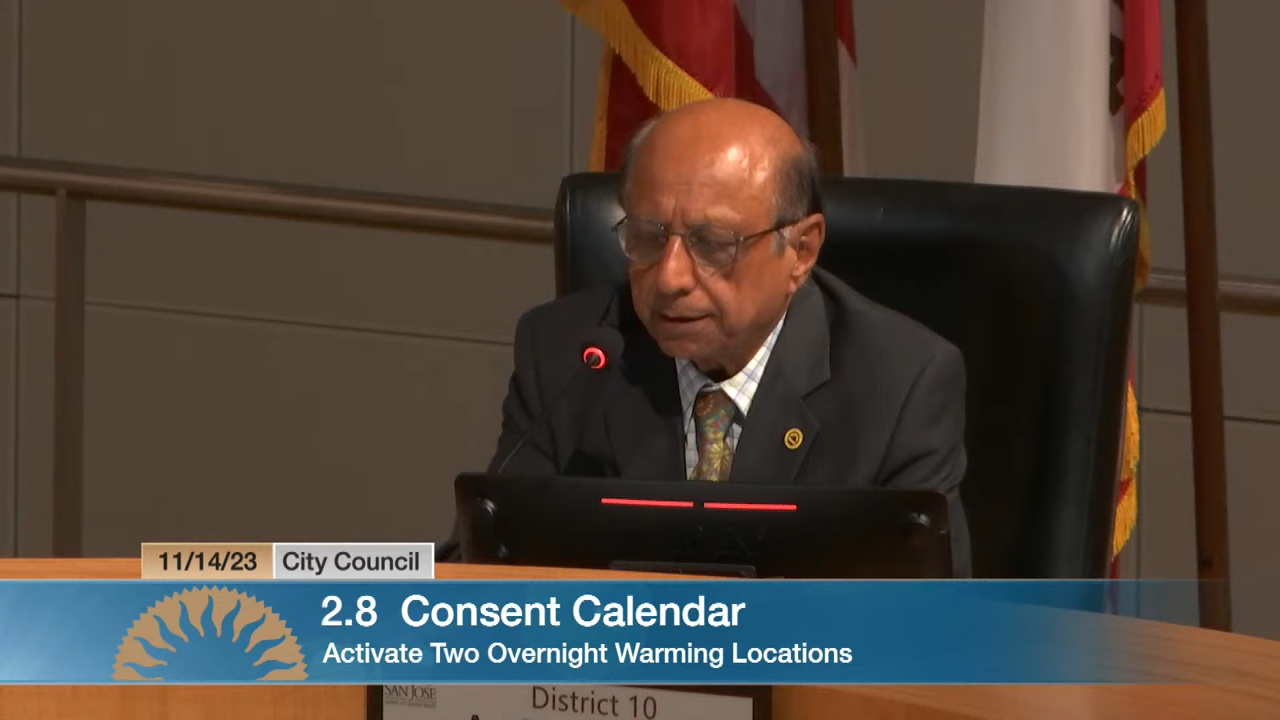 11/14/23 City Council
2.8 Consent Calendar
Activate Two Overnight Warming Locations
SAN JOSE
District 10